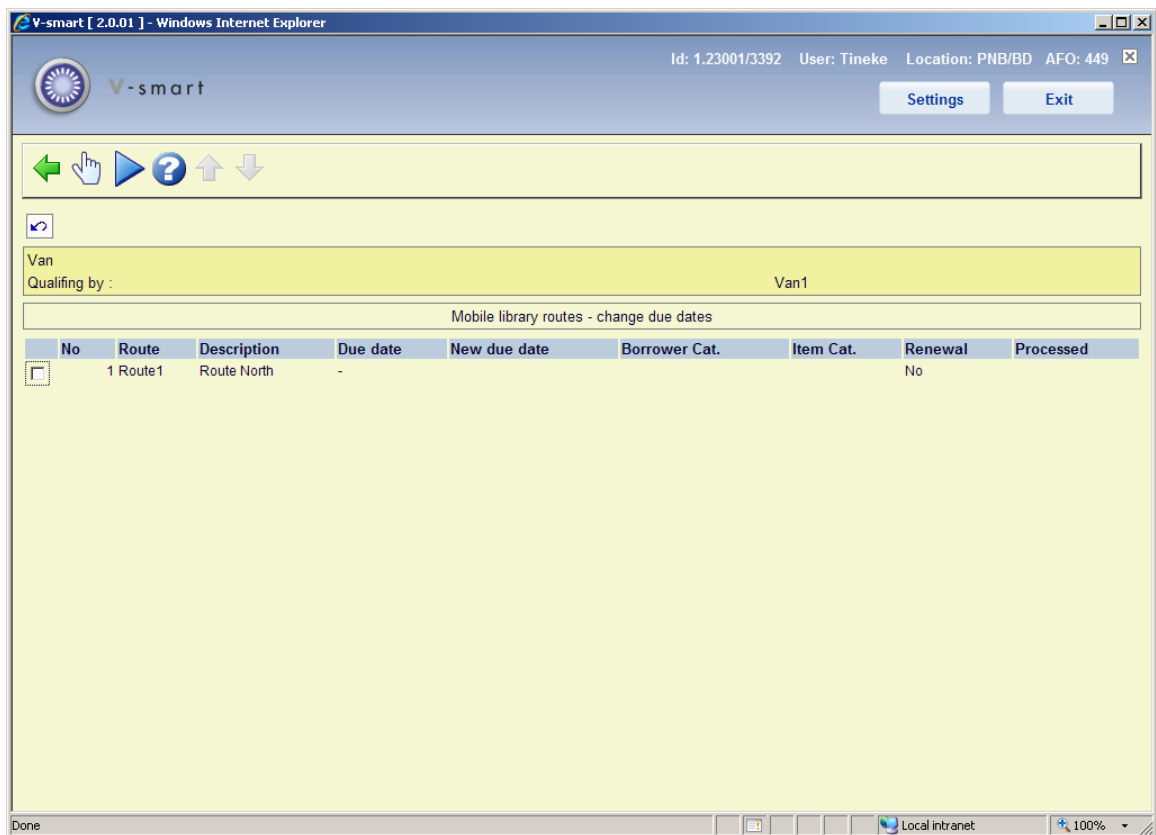 V-smart [ 2.0.01 ] - Windows Internet Explorer
Id: 1.23001/3392 User: Tineke Location: PNB/BD AFO: 449
V-smart
Settings Exit
Van
Qualifing by : Van1
Mobile library routes - change due dates
No Route Description Due date New due date Borrower Cat. Item Cat. Renewal Processed
1 Route1 Route North - No
Done Local intranet 100%